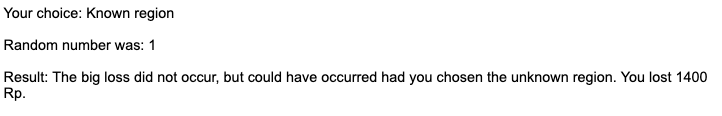 Your choice: Known region
Random number was: 1
Result: The big loss did not occur, but could have occurred had you chosen the unknown region. You lost 1400
Rp.